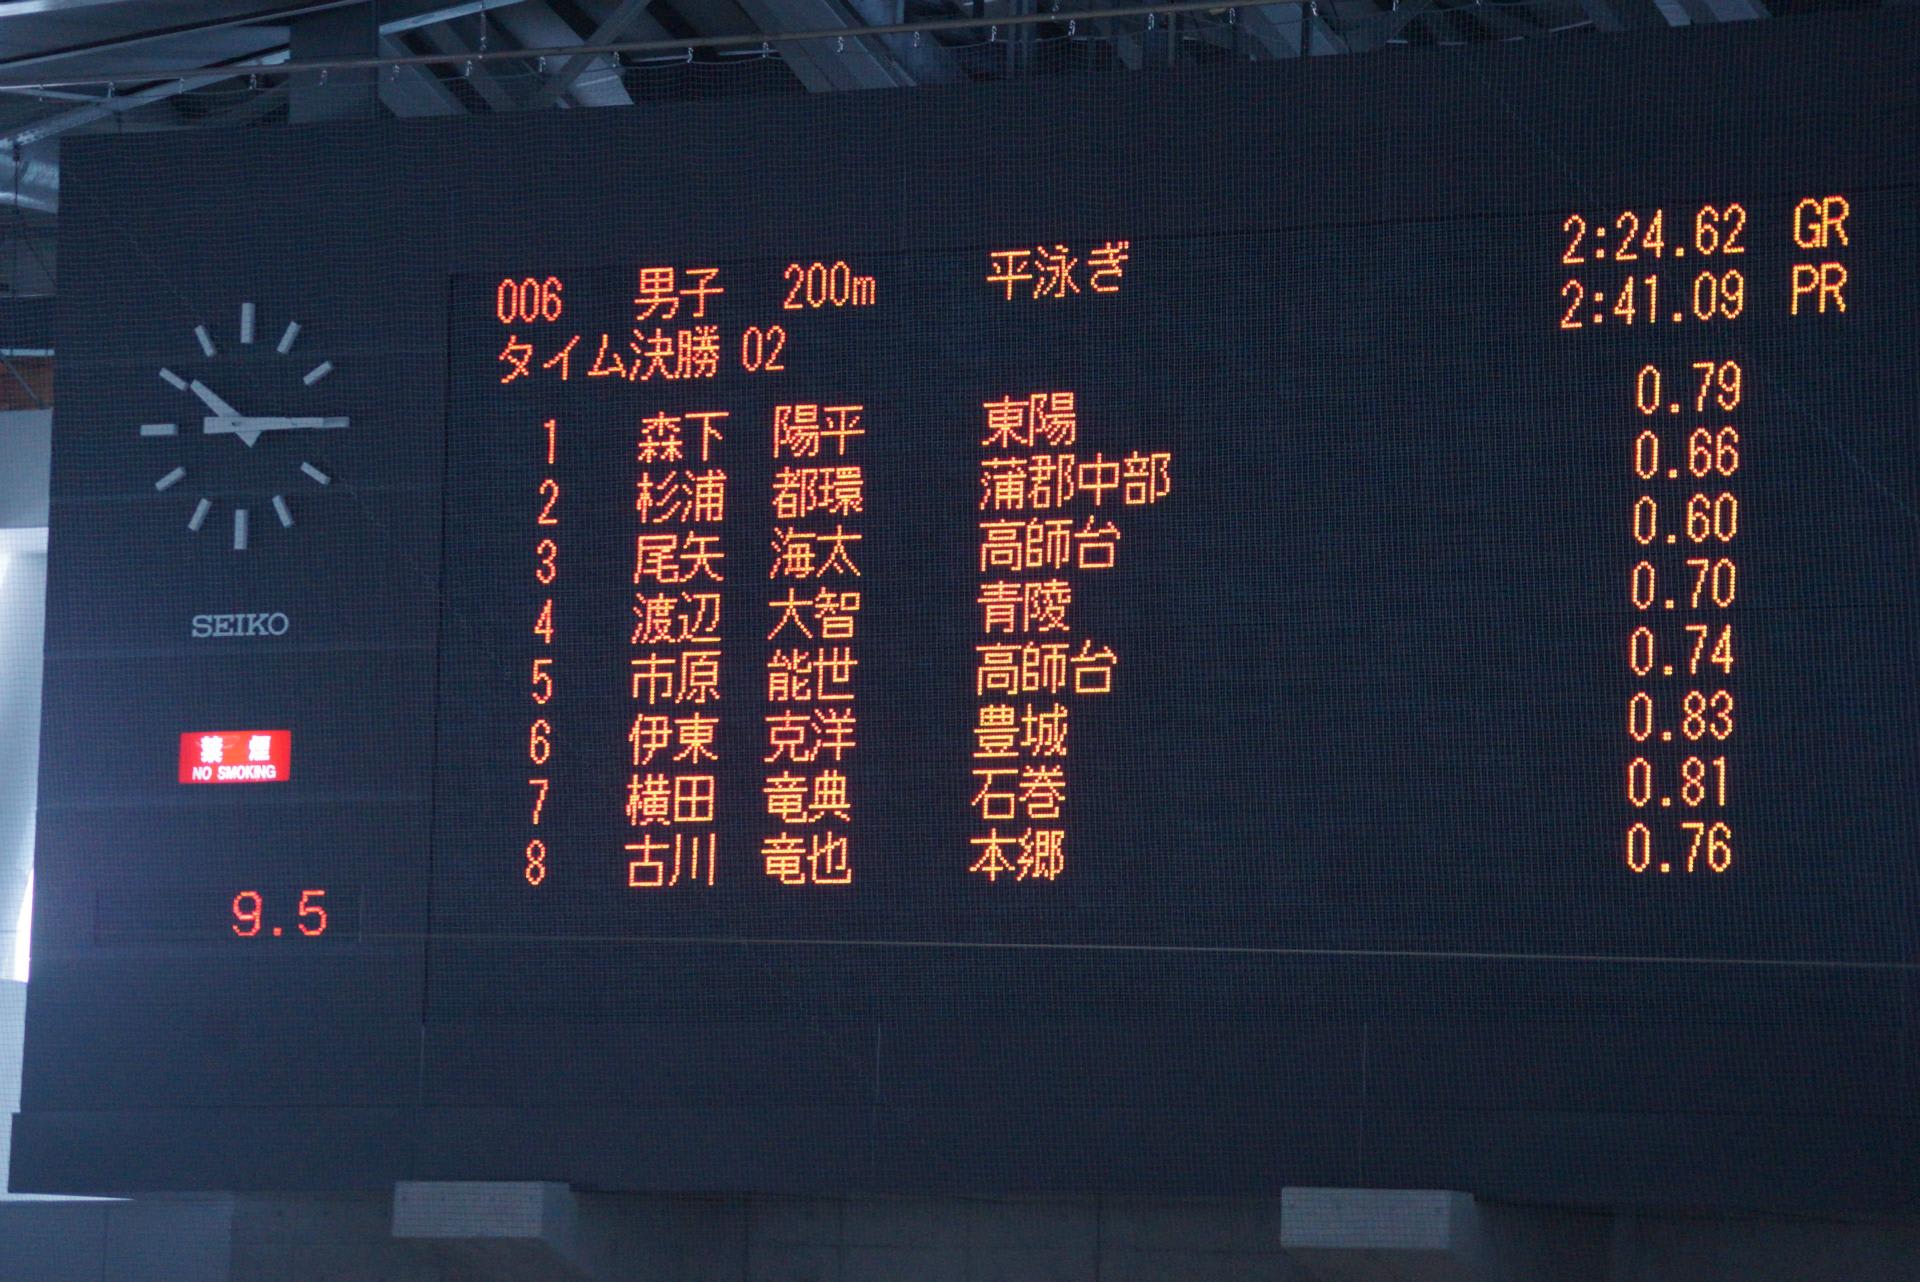 006 男子 200m 平泳ぎ 2:24.62 GR
タイム決勝 02 2:41.09 PR
1 森下 陽平 東陽 0.79
2 杉浦 都環 蒲郡中部 0.66
3 尾矢 海太 高師台 0.60
4 渡辺 大智 青陵 0.70
5 市原 能世 高師台 0.74
6 伊東 克洋 豊城 0.83
7 横田 竜典 石巻 0.81
8 古川 竜也 本郷 0.76
SEIKO
禁煙
NO SMOKING
9.5